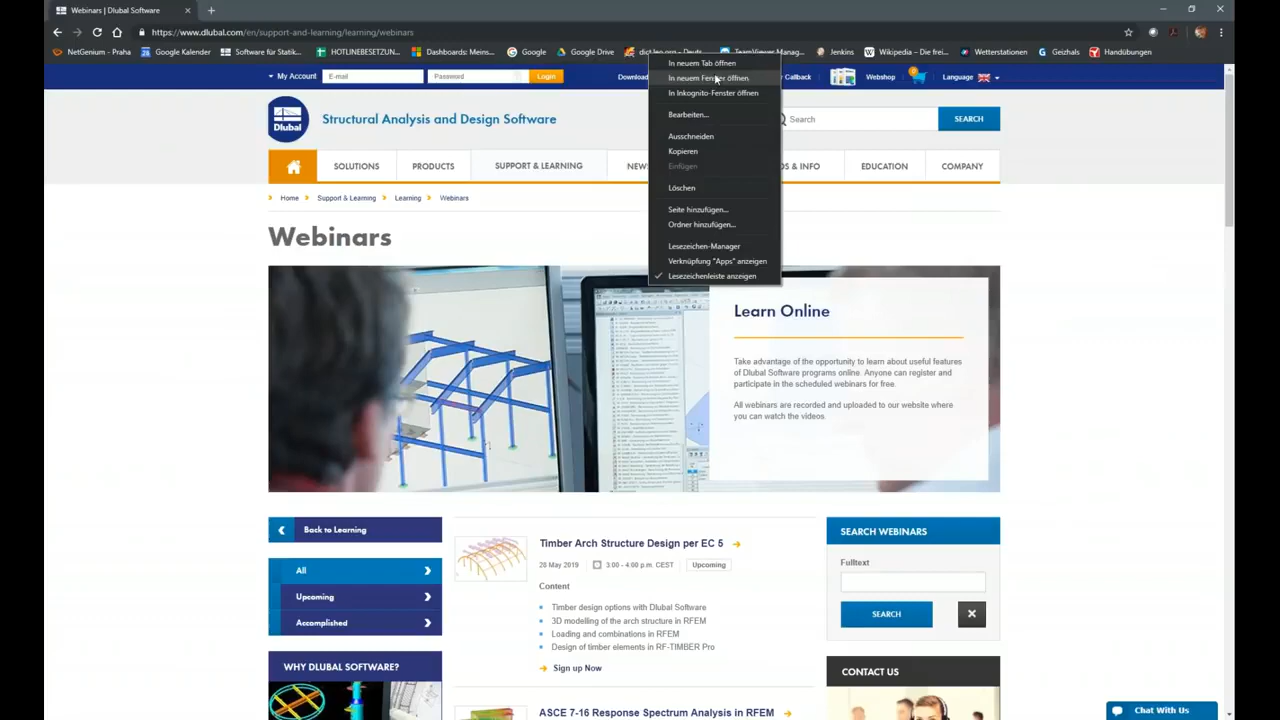 Webinars | Dlubal Software
https://www.dlubal.com/en/support-and-learning/learning/webinars
NetGenium - Praha
Google Kalender
Software für Statik...
HOTLINEBESETZUN...
Dashboards: Meins...
Google
Google Drive
dict.leo.org
TeamViewer Manag...
Jenkins
Wikipedia – Die frei...
Wetterstationen
Geizhals
Handübungen
My Account
E-mail
Password
Login
Download
Callback
Webshop
0
Language
In neuem Tab öffnen
In neuem Fenster öffnen
In Inkognito-Fenster öffnen
Bearbeiten...
Ausschneiden
Kopieren
Einfügen
Löschen
Seite hinzufügen...
Ordner hinzufügen...
Lesezeichen-Manager
Verknüpfung "Apps" anzeigen
Lesezeichenleiste anzeigen
Dlubal
Structural Analysis and Design Software
Search
SEARCH
SOLUTIONS
PRODUCTS
SUPPORT & LEARNING
NEWS
& INFO
EDUCATION
COMPANY
Home
Support & Learning
Learning
Webinars
Webinars
Learn Online
Take advantage of the opportunity to learn about useful features
of Dlubal Software programs online. Anyone can register and
participate in the scheduled webinars for free.
All webinars are recorded and uploaded to our website where
you can watch the videos.
Back to Learning
All
Upcoming
Accomplished
WHY DLUBAL SOFTWARE?
Timber Arch Structure Design per EC 5
28 May 2019
3:00 - 4:00 p.m. CEST
Upcoming
Content
Timber design options with Dlubal Software
3D modelling of the arch structure in RFEM
Loading and combinations in RFEM
Design of timber elements in RF-TIMBER Pro
Sign up Now
ASCE 7-16 Response Spectrum Analysis in RFEM
SEARCH WEBINARS
Fulltext
SEARCH
CONTACT US
Chat With Us